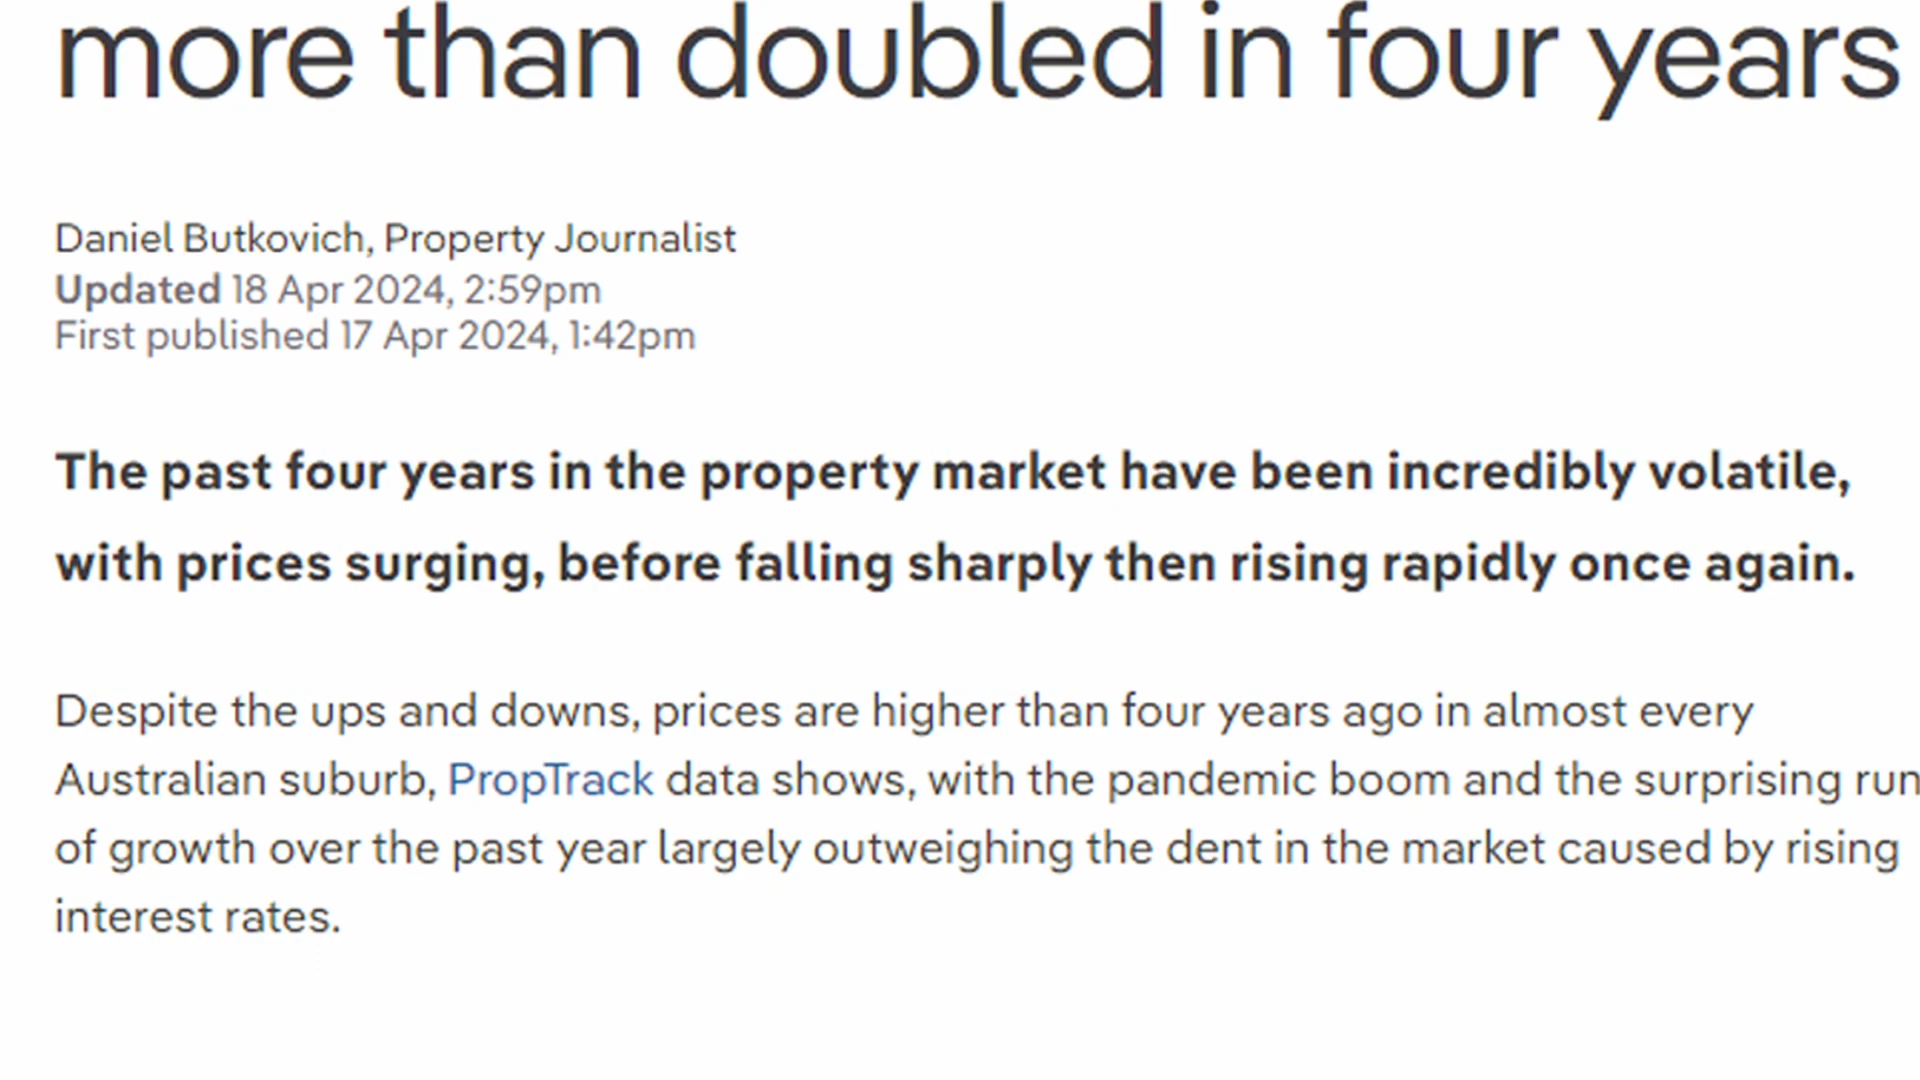 more than doubled in four years
Daniel Butkovich, Property Journalist
Updated 18 Apr 2024, 2:59pm
First published 17 Apr 2024, 1:42pm
The past four years in the property market have been incredibly volatile,
with prices surging, before falling sharply then rising rapidly once again.
Despite the ups and downs, prices are higher than four years ago in almost every
Australian suburb, PropTrack data shows, with the pandemic boom and the surprising run
of growth over the past year largely outweighing the dent in the market caused by rising
interest rates.